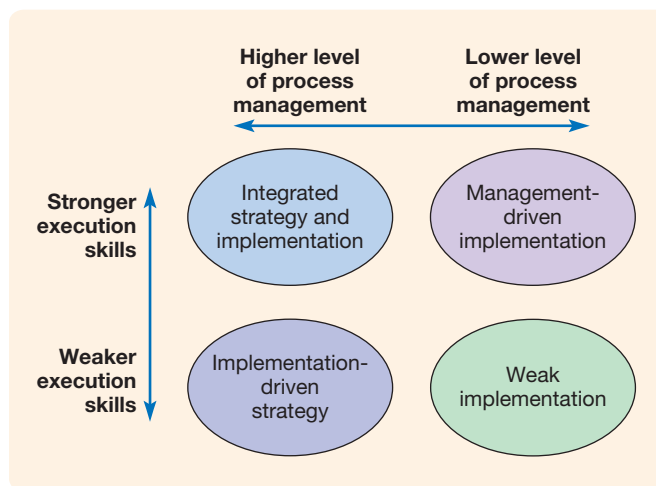 Higher level
of process
management
Lower level
of process
management
Stronger
execution
skills
Integrated
strategy and
implementation
Management-
driven
implementation
Weaker
execution
skills
Implementation-
driven
strategy
Weak
implementation